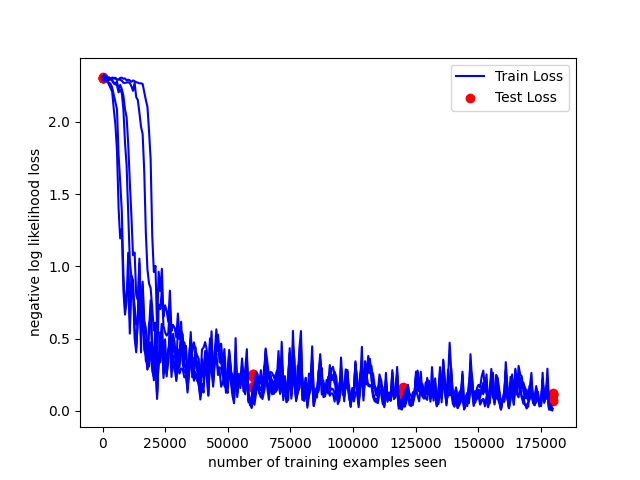 Train Loss
Test Loss
negative log likelihood loss
2.0
1.5
1.0
0.5
0.0
0 25000 50000 75000 100000 125000 150000 175000
number of training examples seen